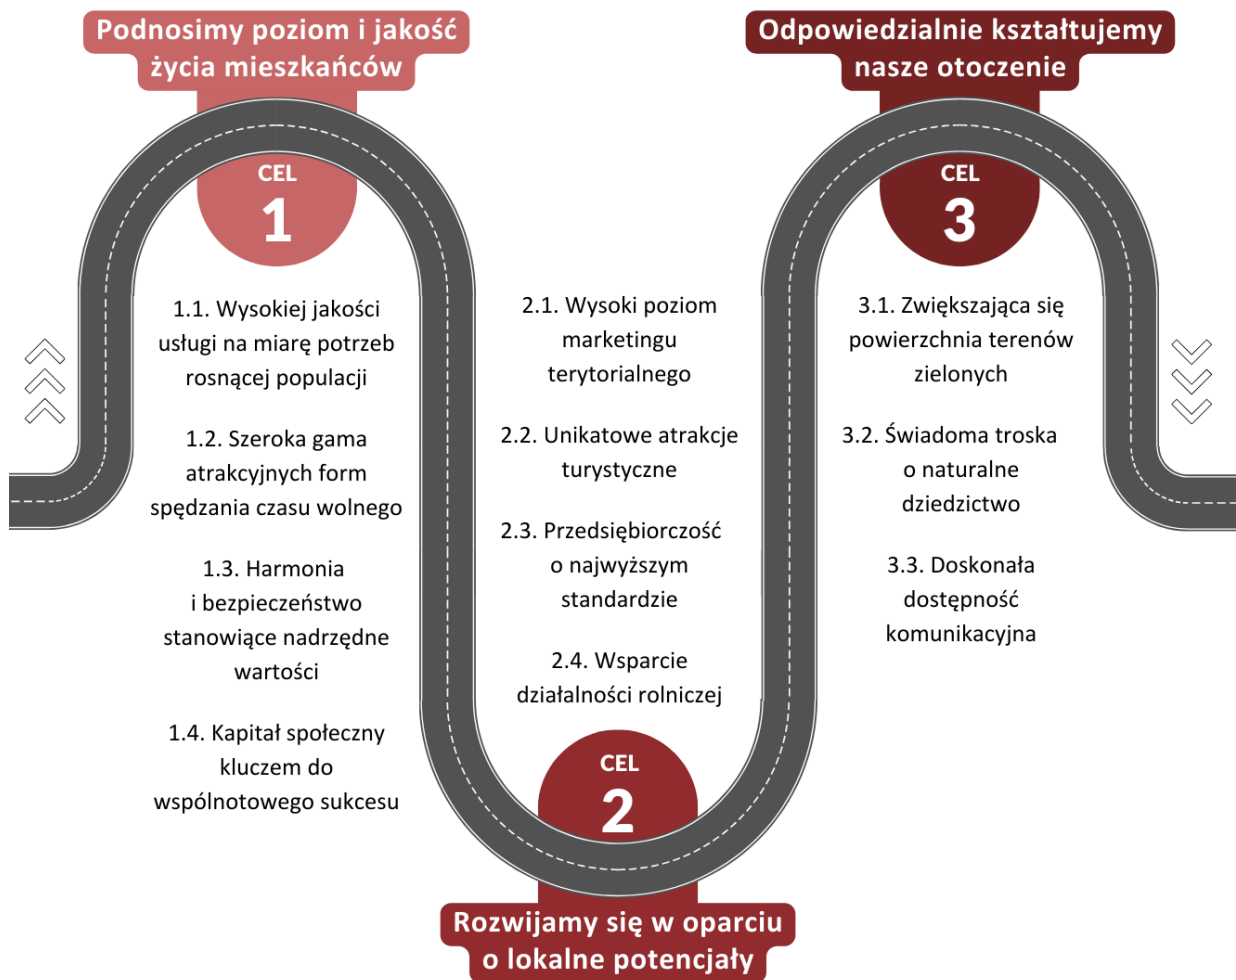 Podnosimy poziom i jakość
życia mieszkańców
CEL
1
1.1. Wysokiej jakości
usługi na miarę potrzeb
rosnącej populacji
1.2. Szeroka gama
atrakcyjnych form
spędzania czasu wolnego
1.3. Harmonia
i bezpieczeństwo
stanowiące nadrzędne
wartości
1.4. Kapitał społeczny
kluczem do
wspólnotowego sukcesu
2.1. Wysoki poziom
marketingu
terytorialnego
2.2. Unikatowe atrakcje
turystyczne
2.3. Przedsiębiorczość
o najwyższym
standardzie
2.4. Wsparcie
działalności rolniczej
CEL
2
Rozwijamy się w oparciu
o lokalne potencjały
Odpowiedzialnie kształtujemy
nasze otoczenie
CEL
3
3.1. Zwiększająca się
powierzchnia terenów
zielonych
3.2. Świadoma troska
o naturalne
dziedzictwo
3.3. Doskonała
dostępność
komunikacyjna